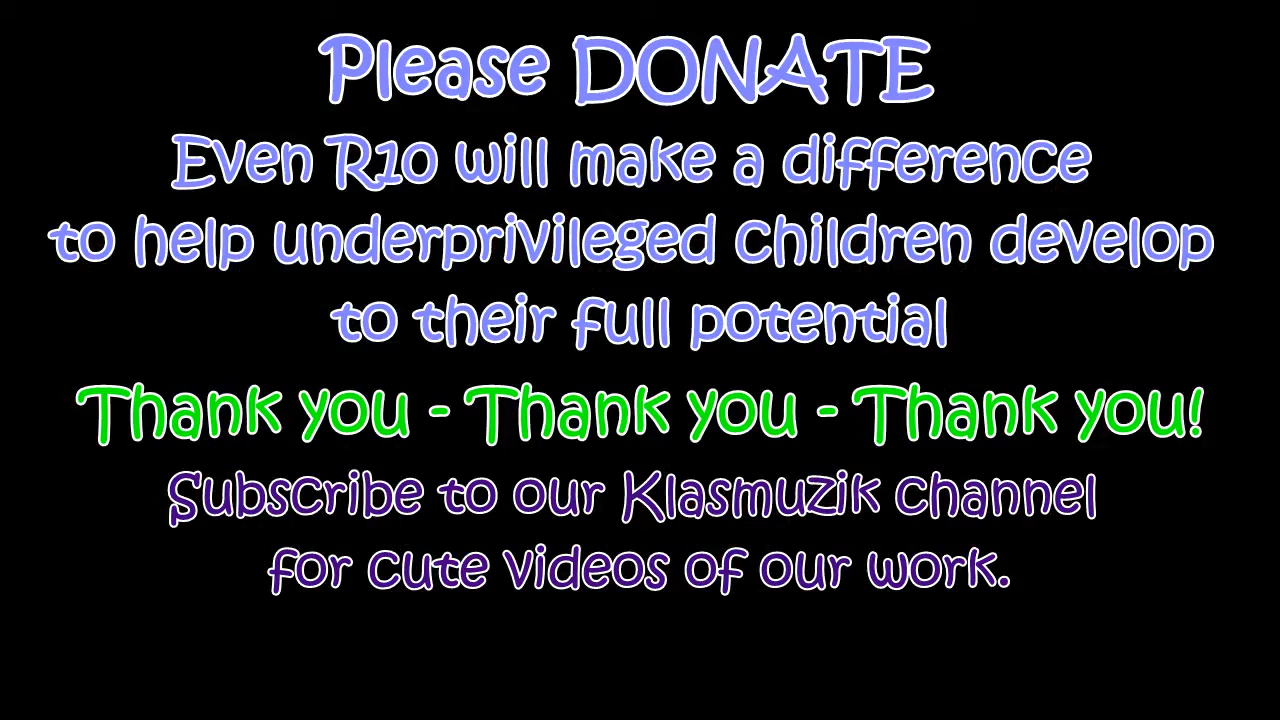 Please DONATE
Even R10 will make a difference
to help underprivileged children develop
to their full potential
Thank you - Thank you - Thank you!
Subscribe to our Klasmuzik channel
for cute videos of our work.